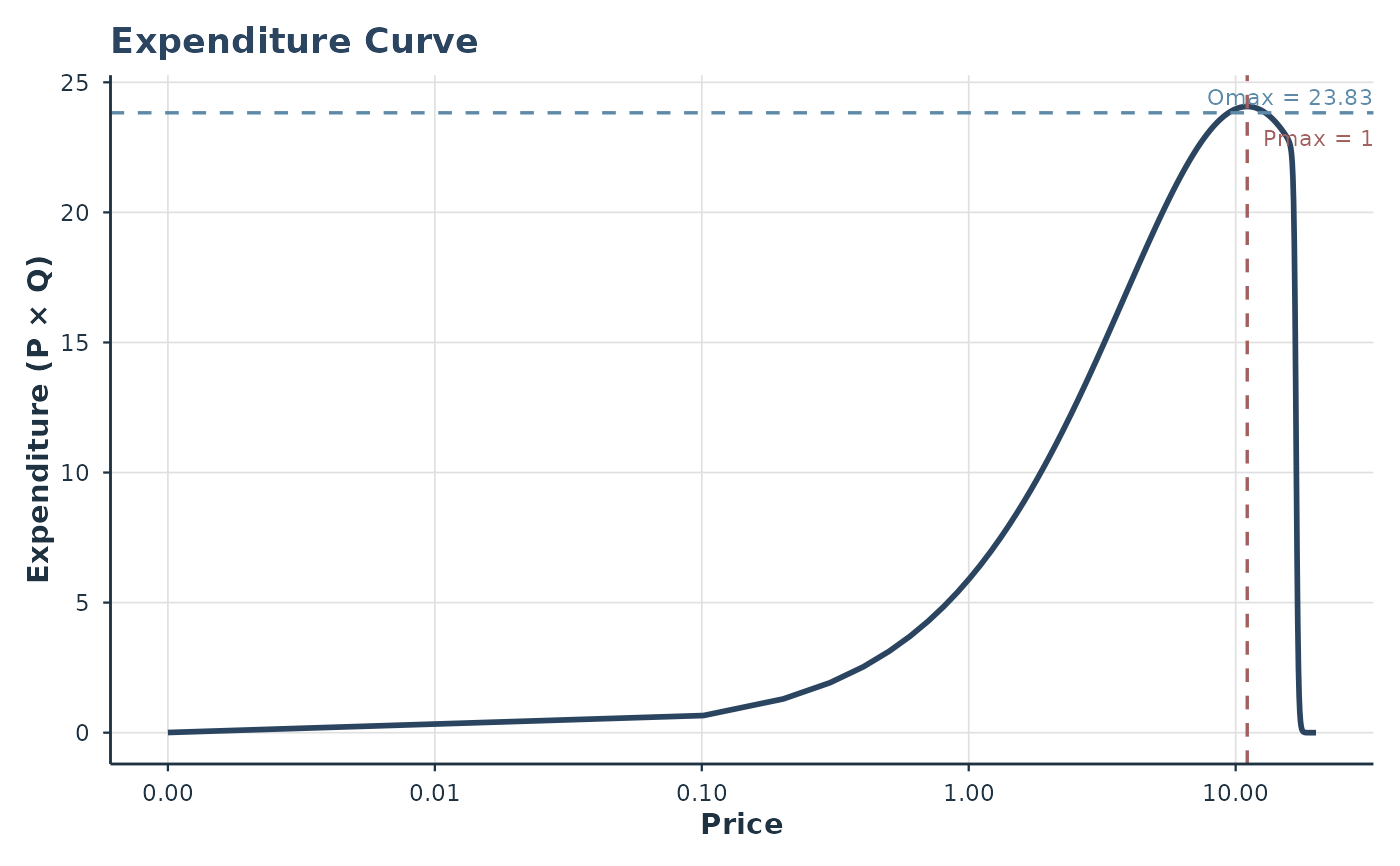 Expenditure Curve
Expenditure (P × Q)
25
20
15
10
5
0
Omax = 23.83
Pmax = 1
0.00
0.01
0.10
1.00
10.00
Price